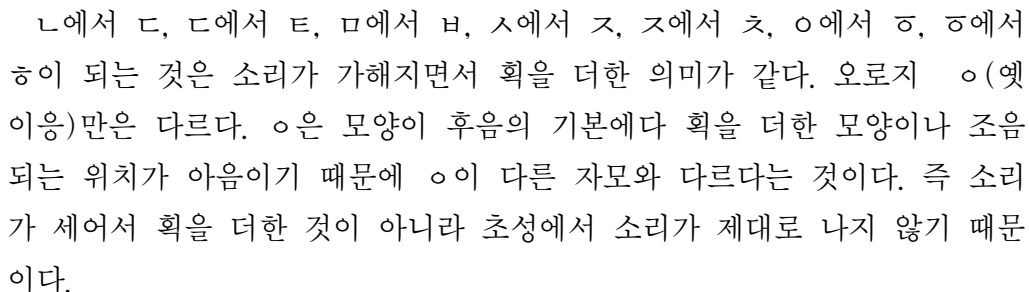 ㄴ에서 ㄷ, ㄷ에서 ㅌ, ㅁ에서 ㅂ, ㅅ에서 ㅈ, ㅈ에서 ㅊ, ㅇ에서 ㆆ, ㆆ에서
ㅎ이 되는 것은 소리가 가해지면서 획을 더한 의미가 같다. 오로지 ㆁ(옛
이응)만은 다르다. ㆁ은 모양이 후음의 기본에다 획을 더한 모양이나 조음
되는 위치가 아음이기 때문에 ㆁ이 다른 자모와 다르다는 것이다. 즉 소리
가 세어서 획을 더한 것이 아니라 초성에서 소리가 제대로 나지 않기 때문
이다.